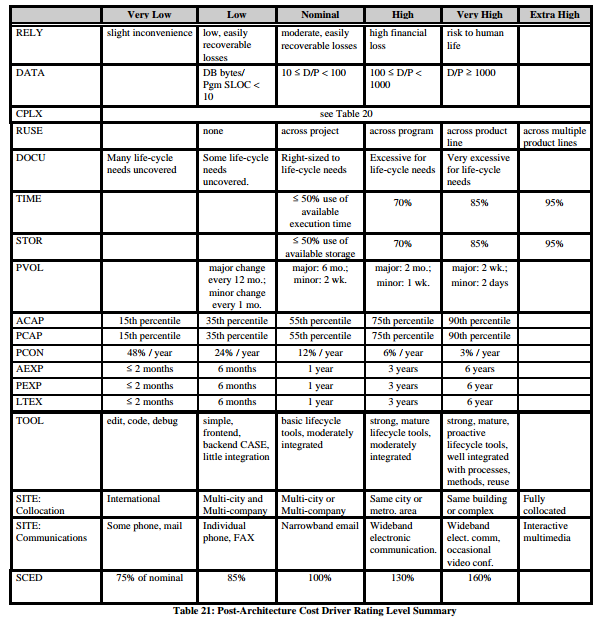 Very Low Low Nominal High Very High Extra High
RELY slight inconvenience low, easily recoverable losses moderate, easily recoverable losses high financial loss risk to human life
DATA DB bytes/ Pgm SLOC < 10 10 ≤ D/P < 100 100 ≤ D/P < 1000 D/P ≥ 1000
CPLX see Table 20
RUSE none across project across program across product line across multiple product lines
DOCU Many life-cycle needs uncovered Some life-cycle needs uncovered. Right-sized to life-cycle needs Excessive for life-cycle needs Very excessive for life-cycle needs
TIME ≤ 50% use of available execution time 70% 85% 95%
STOR ≤ 50% use of available storage 70% 85% 95%
PVOL major change every 12 mo.; minor change every 1 mo. major: 6 mo.; minor: 2 wk. major: 2 mo.; minor: 1 wk. major: 2 wk.; minor: 2 days
ACAP 15th percentile 35th percentile 55th percentile 75th percentile 90th percentile
PCAP 15th percentile 35th percentile 55th percentile 75th percentile 90th percentile
PCON 48% / year 24% / year 12% / year 6% / year 3% / year
AEXP ≤ 2 months 6 months 1 year 3 years 6 years
PEXP ≤ 2 months 6 months 1 year 3 years 6 year
LTEX ≤ 2 months 6 months 1 year 3 years 6 year
TOOL edit, code, debug simple, frontend, backend CASE, little integration basic lifecycle tools, moderately integrated strong, mature lifecycle tools, moderately integrated strong, mature, proactive lifecycle tools, well integrated with processes, methods, reuse
SITE: Collocation International Multi-city and Multi-company Multi-city or Multi-company Same city or metro. area Same building or complex Fully collocated
SITE: Communications Some phone, mail Individual phone, FAX Narrowband email Wideband electronic communication. Wideband elect. comm, occasional video conf. Interactive multimedia
SCED 75% of nominal 85% 100% 130% 160%
Table 21: Post-Architecture Cost Driver Rating Level Summary